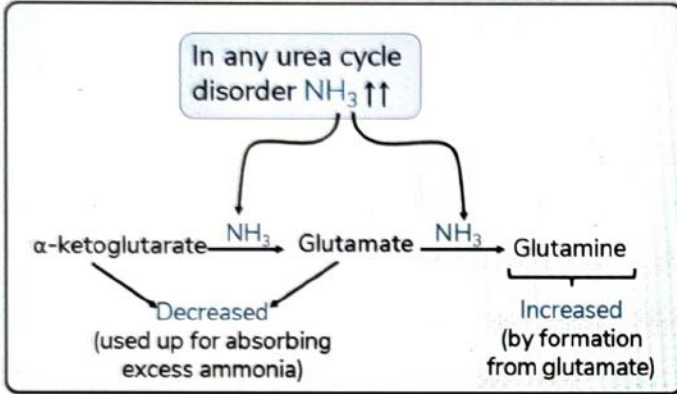 In any urea cycle
disorder NH₃↑↑
α-ketoglutarate NH₃ Glutamate NH₃ Glutamine
Decreased
(used up for absorbing
excess ammonia)
Increased
(by formation
from glutamate)